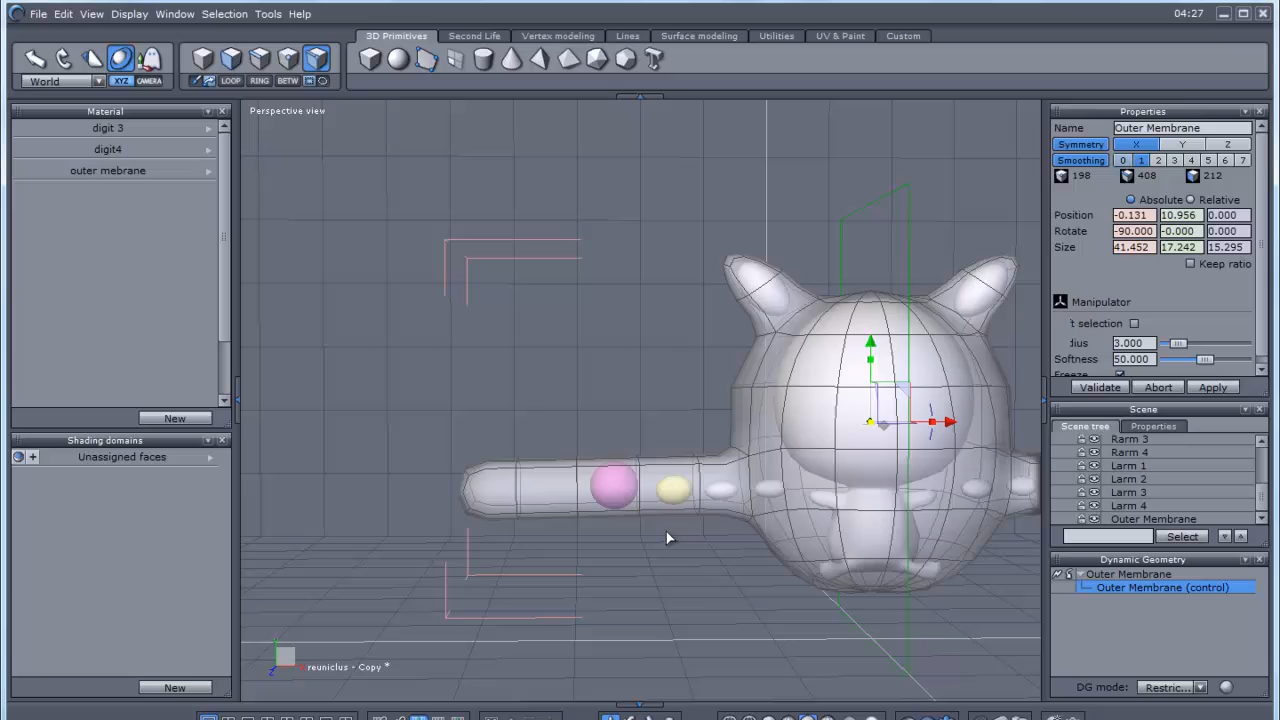 File Edit View Display Window Selection Tools Help 04:27
3D Primitives Second Life Vertex modeling Lines Surface modeling Utilities UV & Paint Custom
World XYZ CAMERA LOOP RING BETW
Material
digit 3
digit4
outer mebrane
New
Shading domains
Unassigned faces
New
Perspective view
reuniclus - Copy *
Properties
Name Outer Membrane
Symmetry X Y Z
Smoothing 0 1 2 3 4 5 6 7
198 408 212
Absolute Relative
Position -0.131 10.956 0.000
Rotate -90.000 -0.000 0.000
Size 41.452 17.242 15.295
Keep ratio
Manipulator
't selection
dius 3.000
Softness 50.000
Freeze
Validate Abort Apply
Scene
Scene tree Properties
Rarm 3
Rarm 4
Larm 1
Larm 2
Larm 3
Larm 4
Outer Membrane
Select
Dynamic Geometry
Outer Membrane
Outer Membrane (control)
DG mode: Restric...